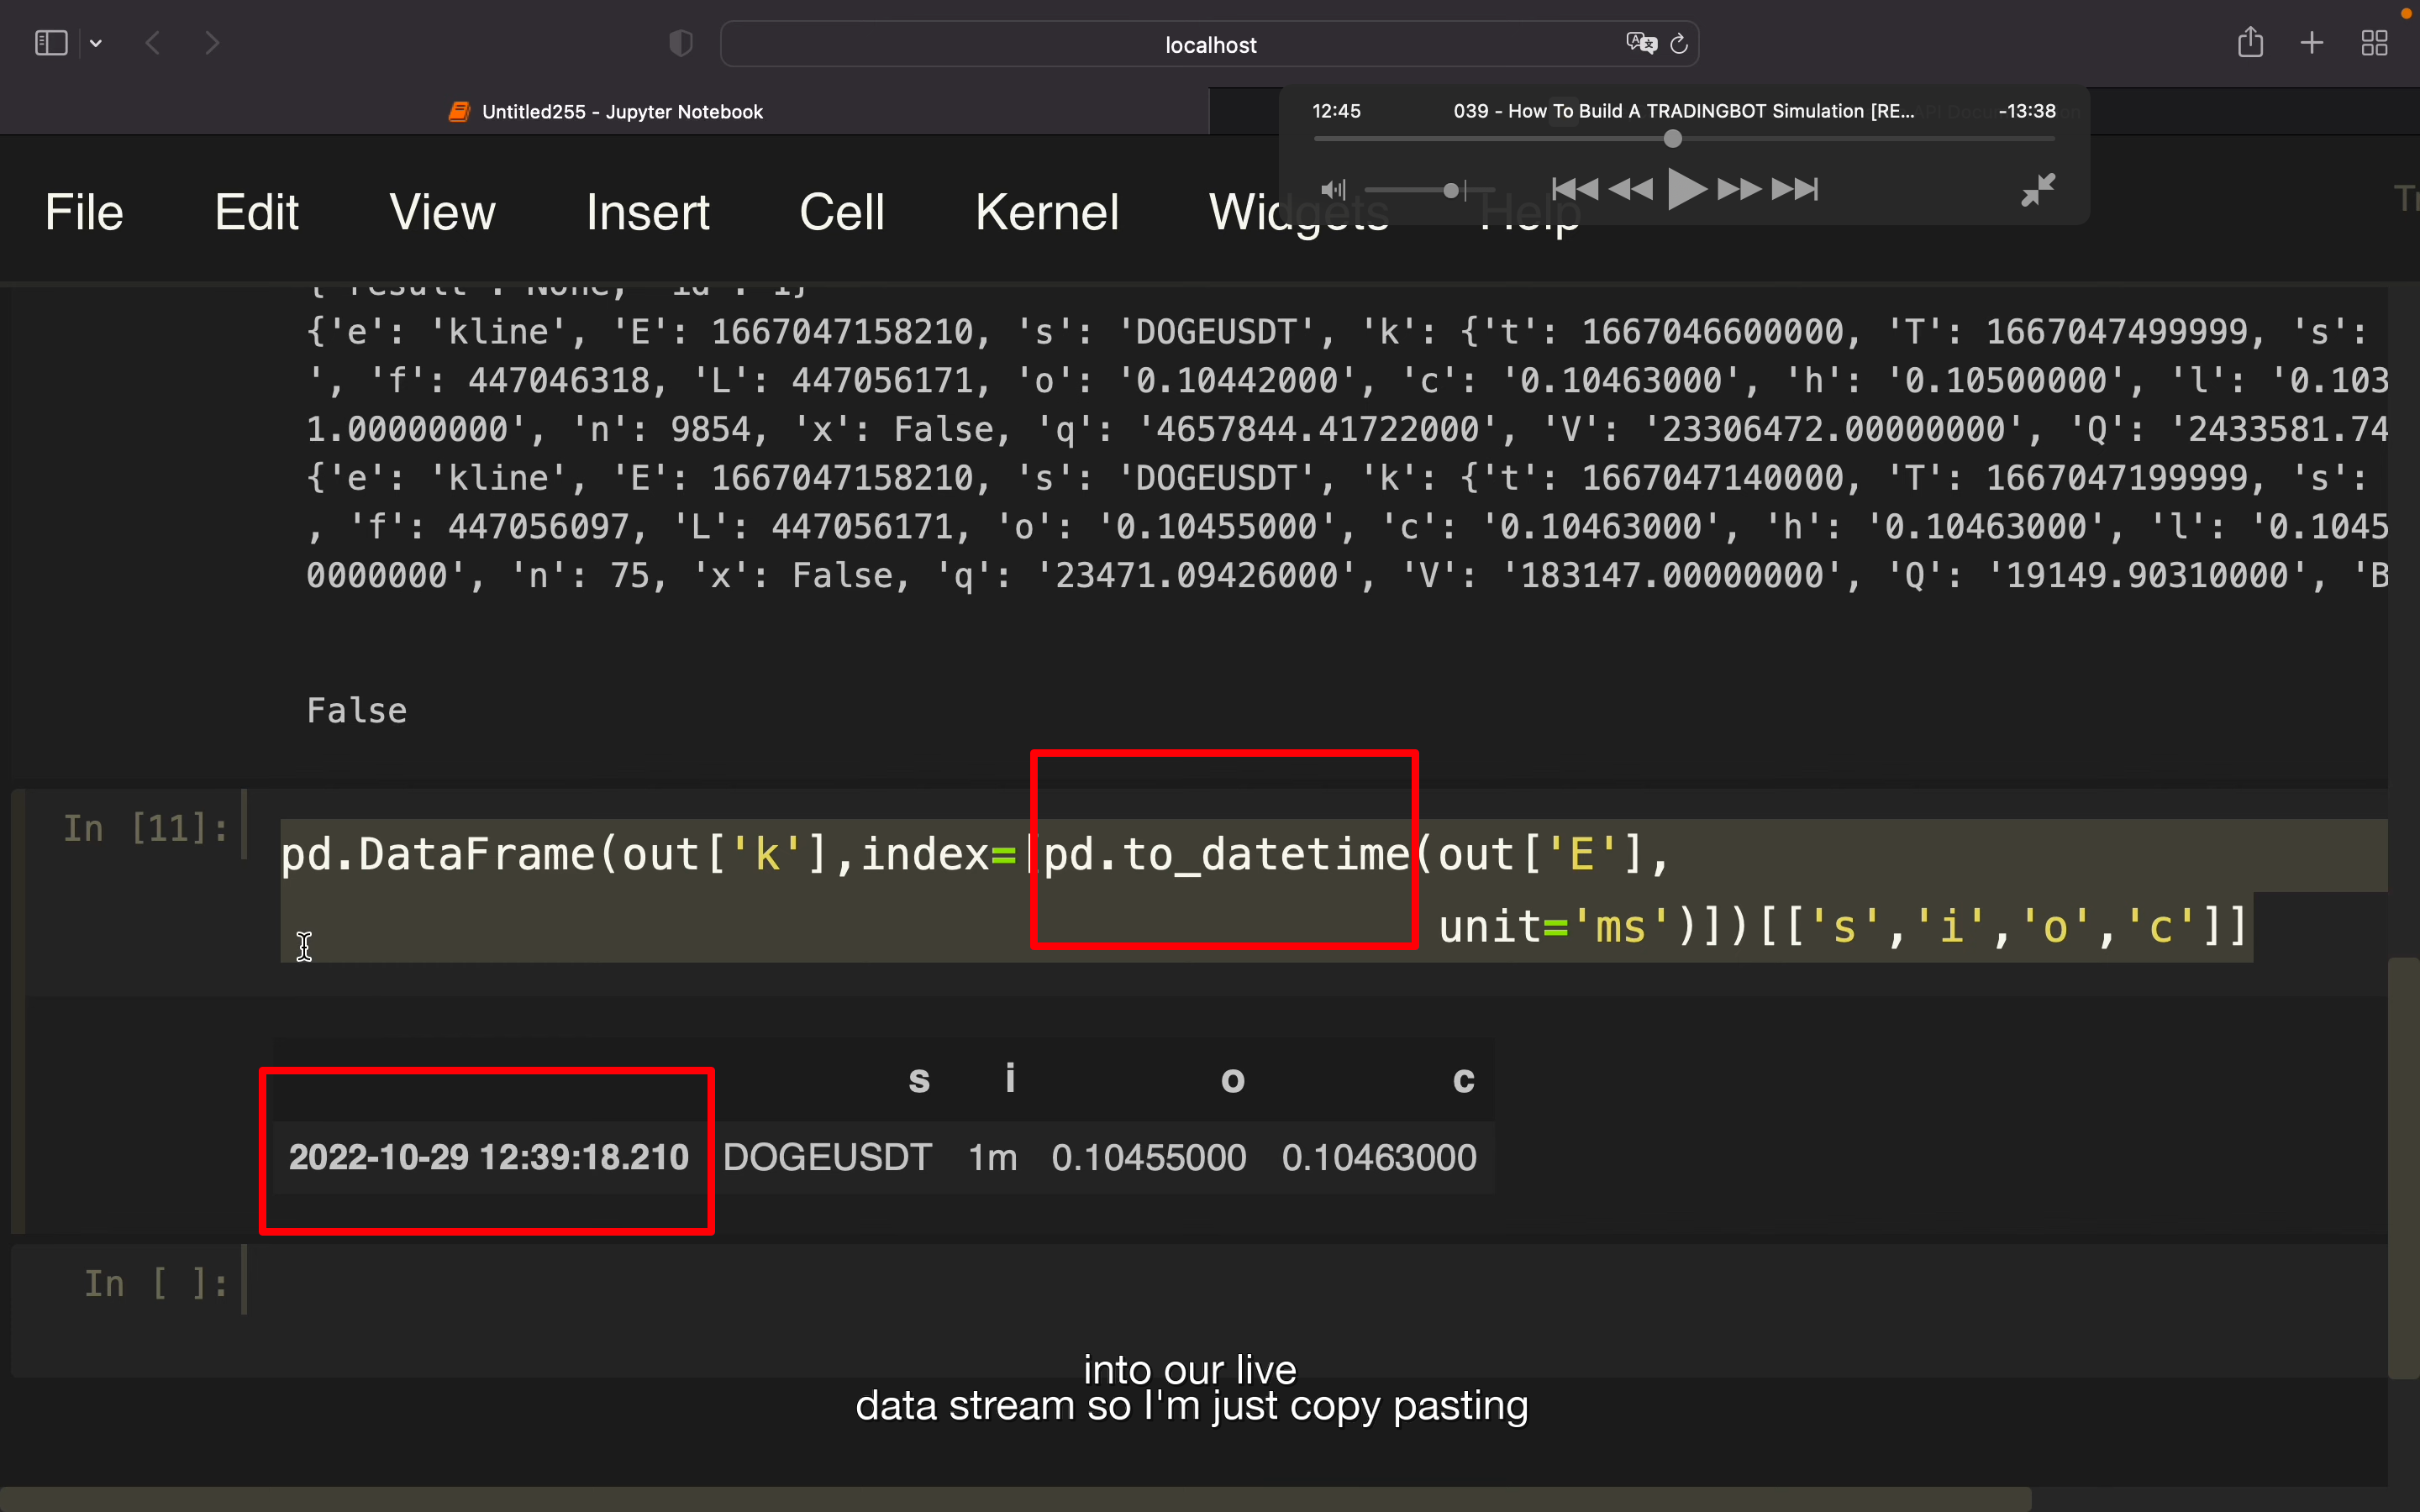 localhost
Untitled255 - Jupyter Notebook
12:45 039 - How To Build A TRADINGBOT Simulation [RE... -13:38
File Edit View Insert Cell Kernel Widgets Help
{'result': None, 'id': 1}
{'e': 'kline', 'E': 1667047158210, 's': 'DOGEUSDT', 'k': {'t': 1667046600000, 'T': 1667047499999, 's':
', 'f': 447046318, 'L': 447056171, 'o': '0.10442000', 'c': '0.10463000', 'h': '0.10500000', 'l': '0.103
1.00000000', 'n': 9854, 'x': False, 'q': '4657844.41722000', 'V': '23306472.00000000', 'Q': '2433581.74
{'e': 'kline', 'E': 1667047158210, 's': 'DOGEUSDT', 'k': {'t': 1667047140000, 'T': 1667047199999, 's':
, 'f': 447056097, 'L': 447056171, 'o': '0.10455000', 'c': '0.10463000', 'h': '0.10463000', 'l': '0.1045
0000000', 'n': 75, 'x': False, 'q': '23471.09426000', 'V': '183147.00000000', 'Q': '19149.90310000', 'B
False
In [11]: pd.DataFrame(out['k'],index=[pd.to_datetime(out['E'],
unit='ms')])[['s','i','o','c']]
s i o c
2022-10-29 12:39:18.210 DOGEUSDT 1m 0.10455000 0.10463000
In [ ]:
into our live
data stream so I'm just copy pasting